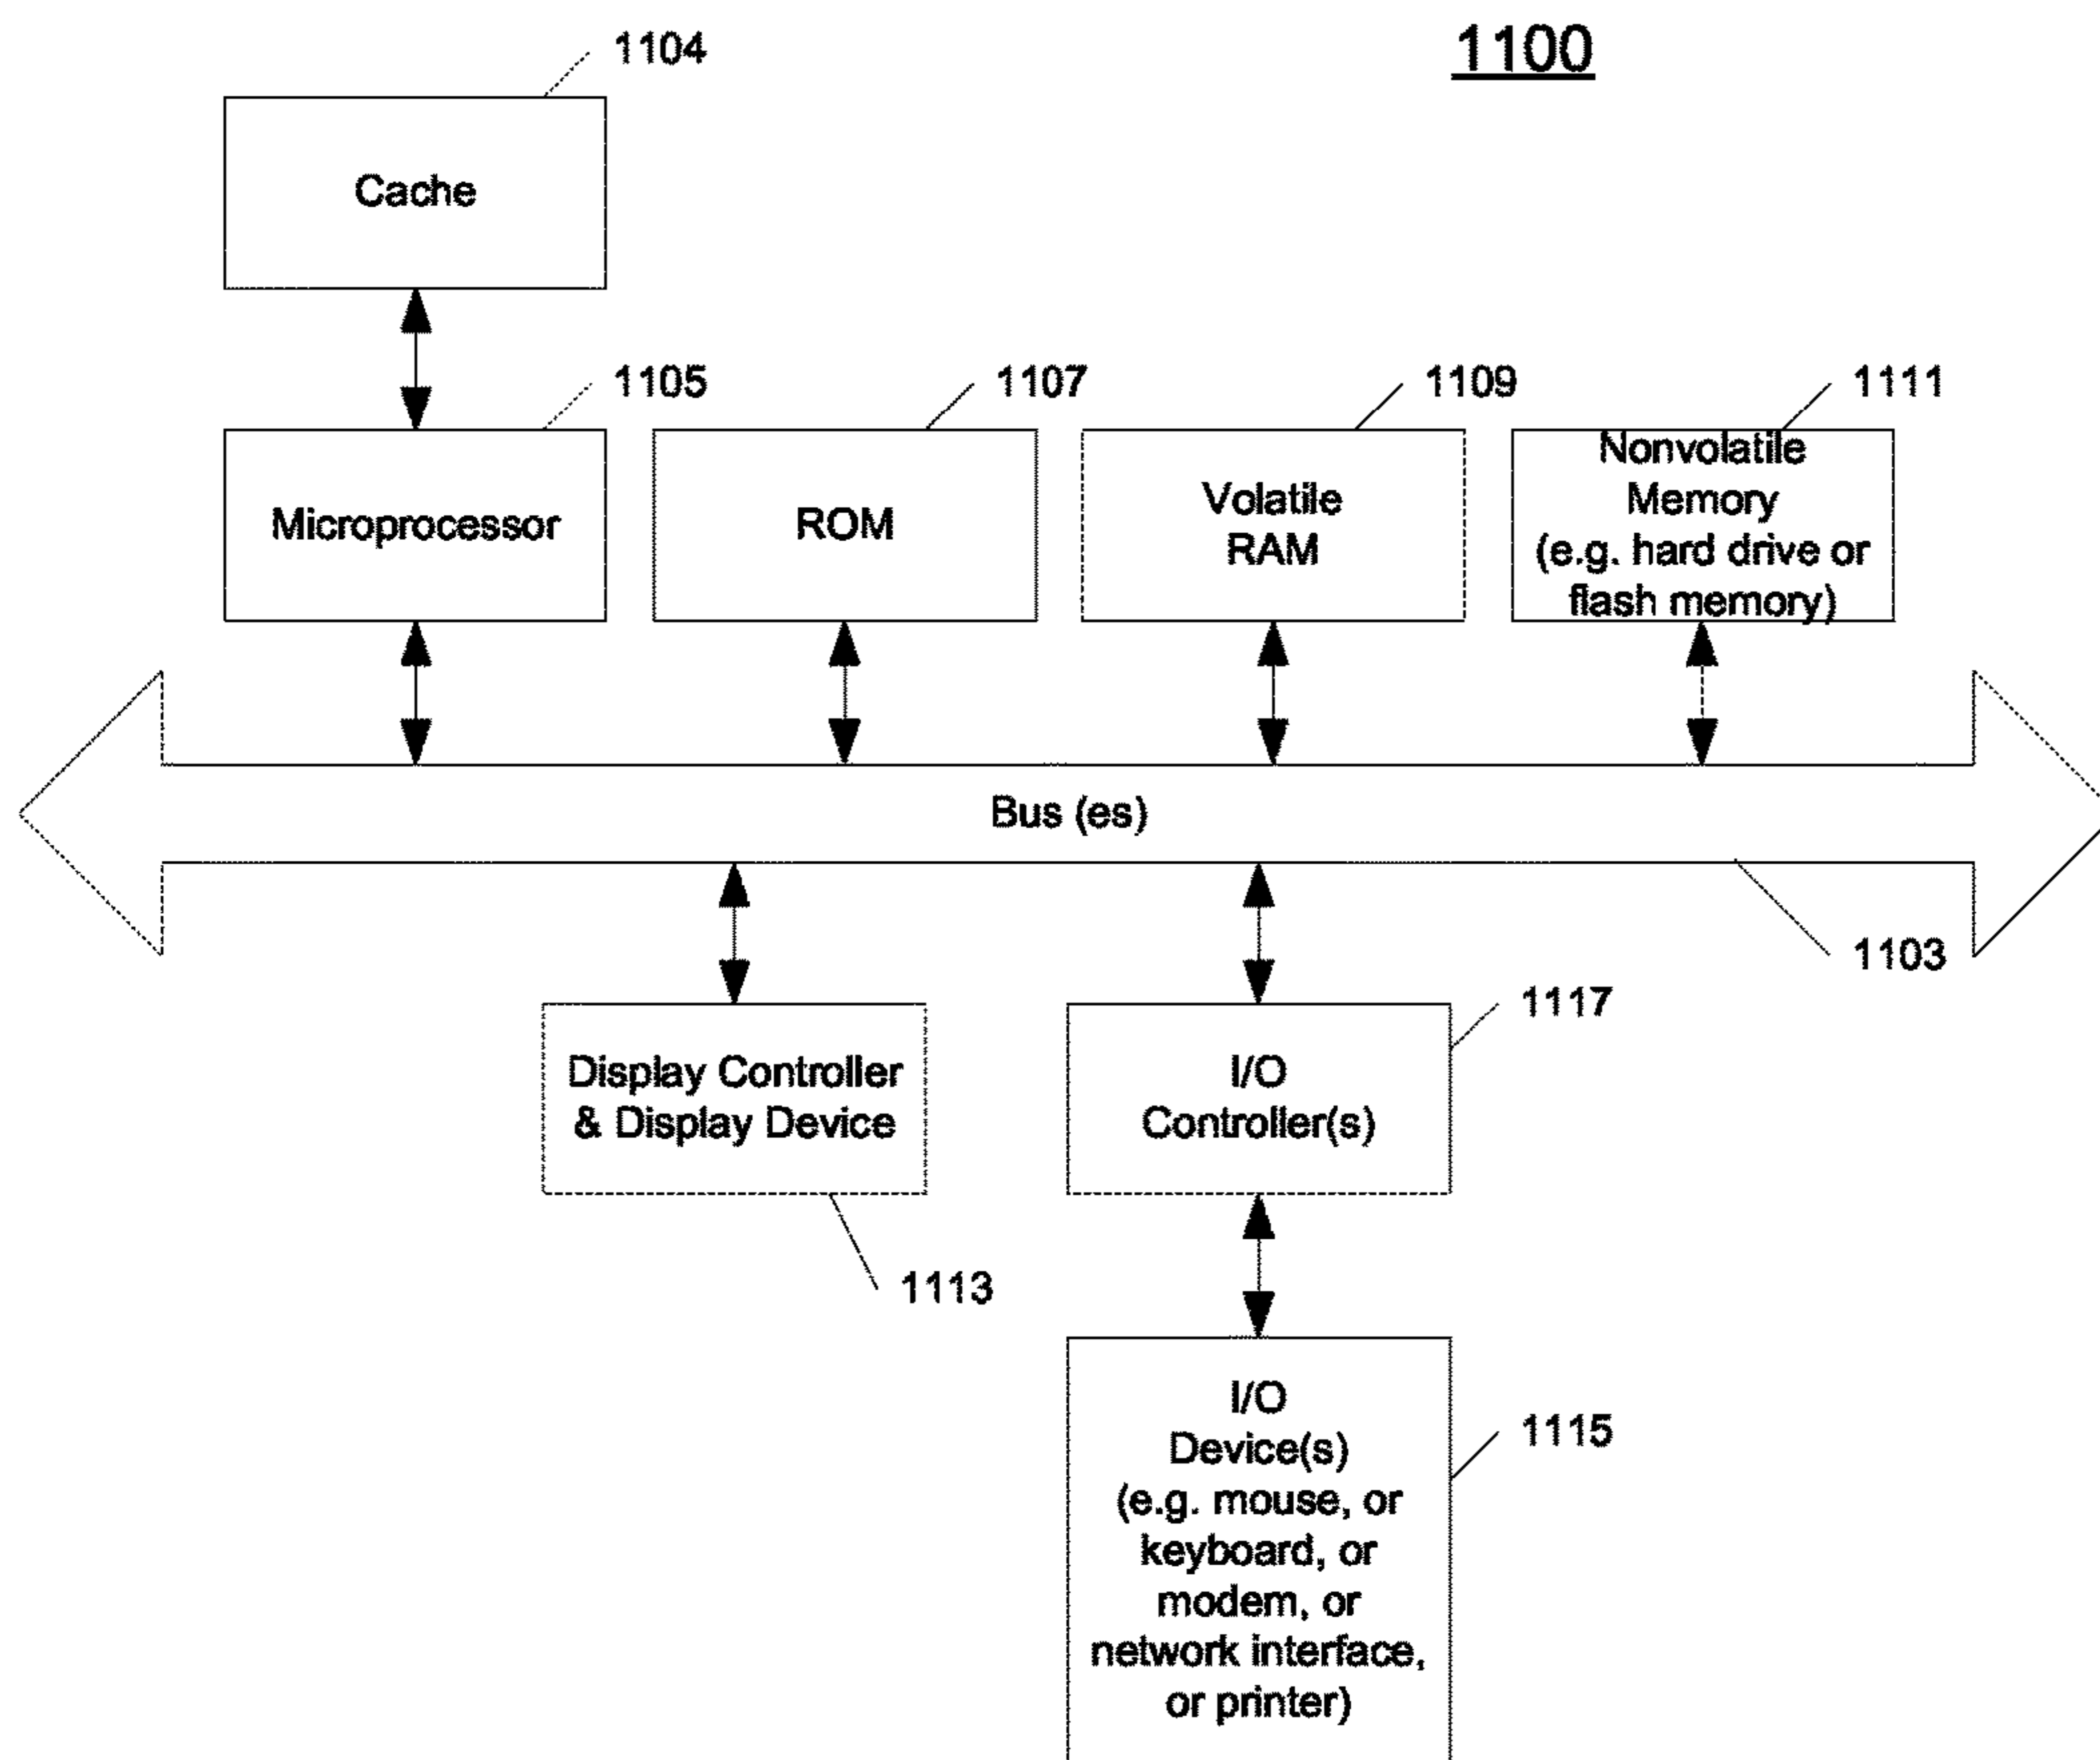 1104
1100
Cache
1105
1107
1109
1111
Microprocessor
ROM
Volatile
RAM
Nonvolatile
Memory
(e.g. hard drive or
flash memory)
Bus (es)
1103
Display Controller
& Display Device
1113
I/O
Controller(s)
1117
I/O
Device(s)
(e.g. mouse, or
keyboard, or
modem, or
network interface,
or printer)
1115